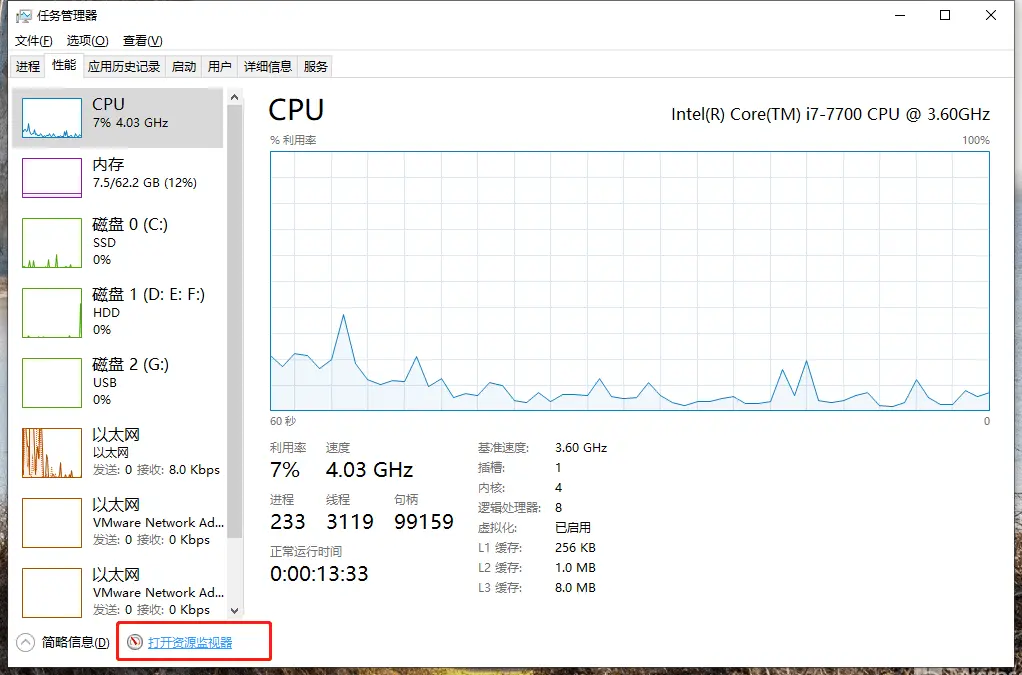 任务管理器
文件(F) 选项(O) 查看(V)
进程 性能 应用历史记录 启动 用户 详细信息 服务
CPU
7% 4.03 GHz
内存
7.5/62.2 GB (12%)
磁盘 0 (C:)
SSD
0%
磁盘 1 (D: E: F:)
HDD
0%
磁盘 2 (G:)
USB
0%
以太网
以太网
发送: 0 接收: 8.0 Kbps
以太网
VMware Network Ad...
发送: 0 接收: 0 Kbps
以太网
VMware Network Ad...
发送: 0 接收: 0 Kbps
CPU
Intel(R) Core(TM) i7-7700 CPU @ 3.60GHz
% 利用率 100%
60 秒 0
利用率 速度
7% 4.03 GHz
进程 线程 句柄
233 3119 99159
正常运行时间
0:00:13:33
基准速度: 3.60 GHz
插槽: 1
内核: 4
逻辑处理器: 8
虚拟化: 已启用
L1 缓存: 256 KB
L2 缓存: 1.0 MB
L3 缓存: 8.0 MB
简略信息(D) 打开资源监视器